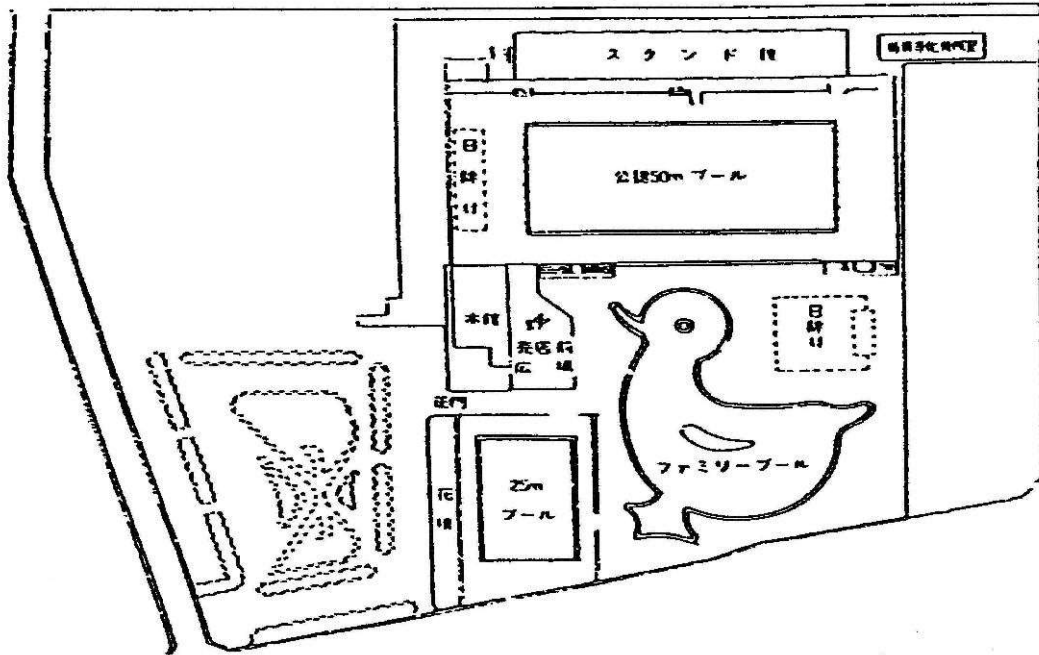 スタンド
日除け
公認50mプール
本館
売店前
広場
日除け
正門
花壇
25m
プール
ファミリープール